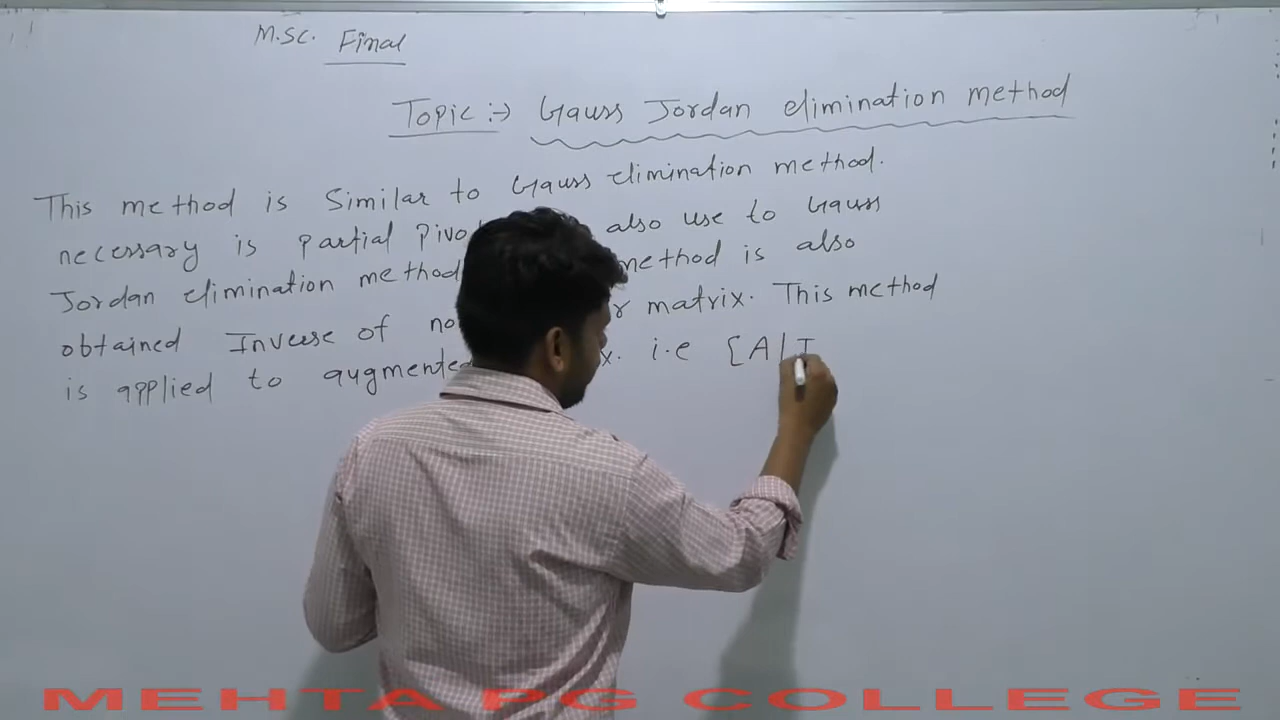 M.SC. Final
Topic :→ Gauss Jordan elimination method
This method is Similar to Gauss elimination method.
necessary is partial also use to Gauss
Jordan elimination method method is also
obtained Inverse of matrix. This method
is applied to augmented i.e [A|I
MEHTA PG COLLEGE